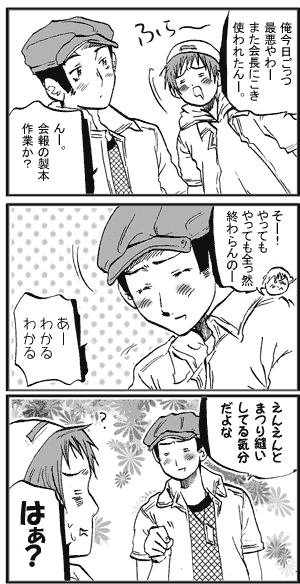 俺今日ごっつ
最悪やわー
また会長にこき
使われたんー。
ふら〜
んー。
会報の製本
作業か？
そー！
やっても
やっても全っ然
終わらんのー
あー
わかる
わかる
えんえんと
まつり縫い
してる気分
だよな
?
はぁ？